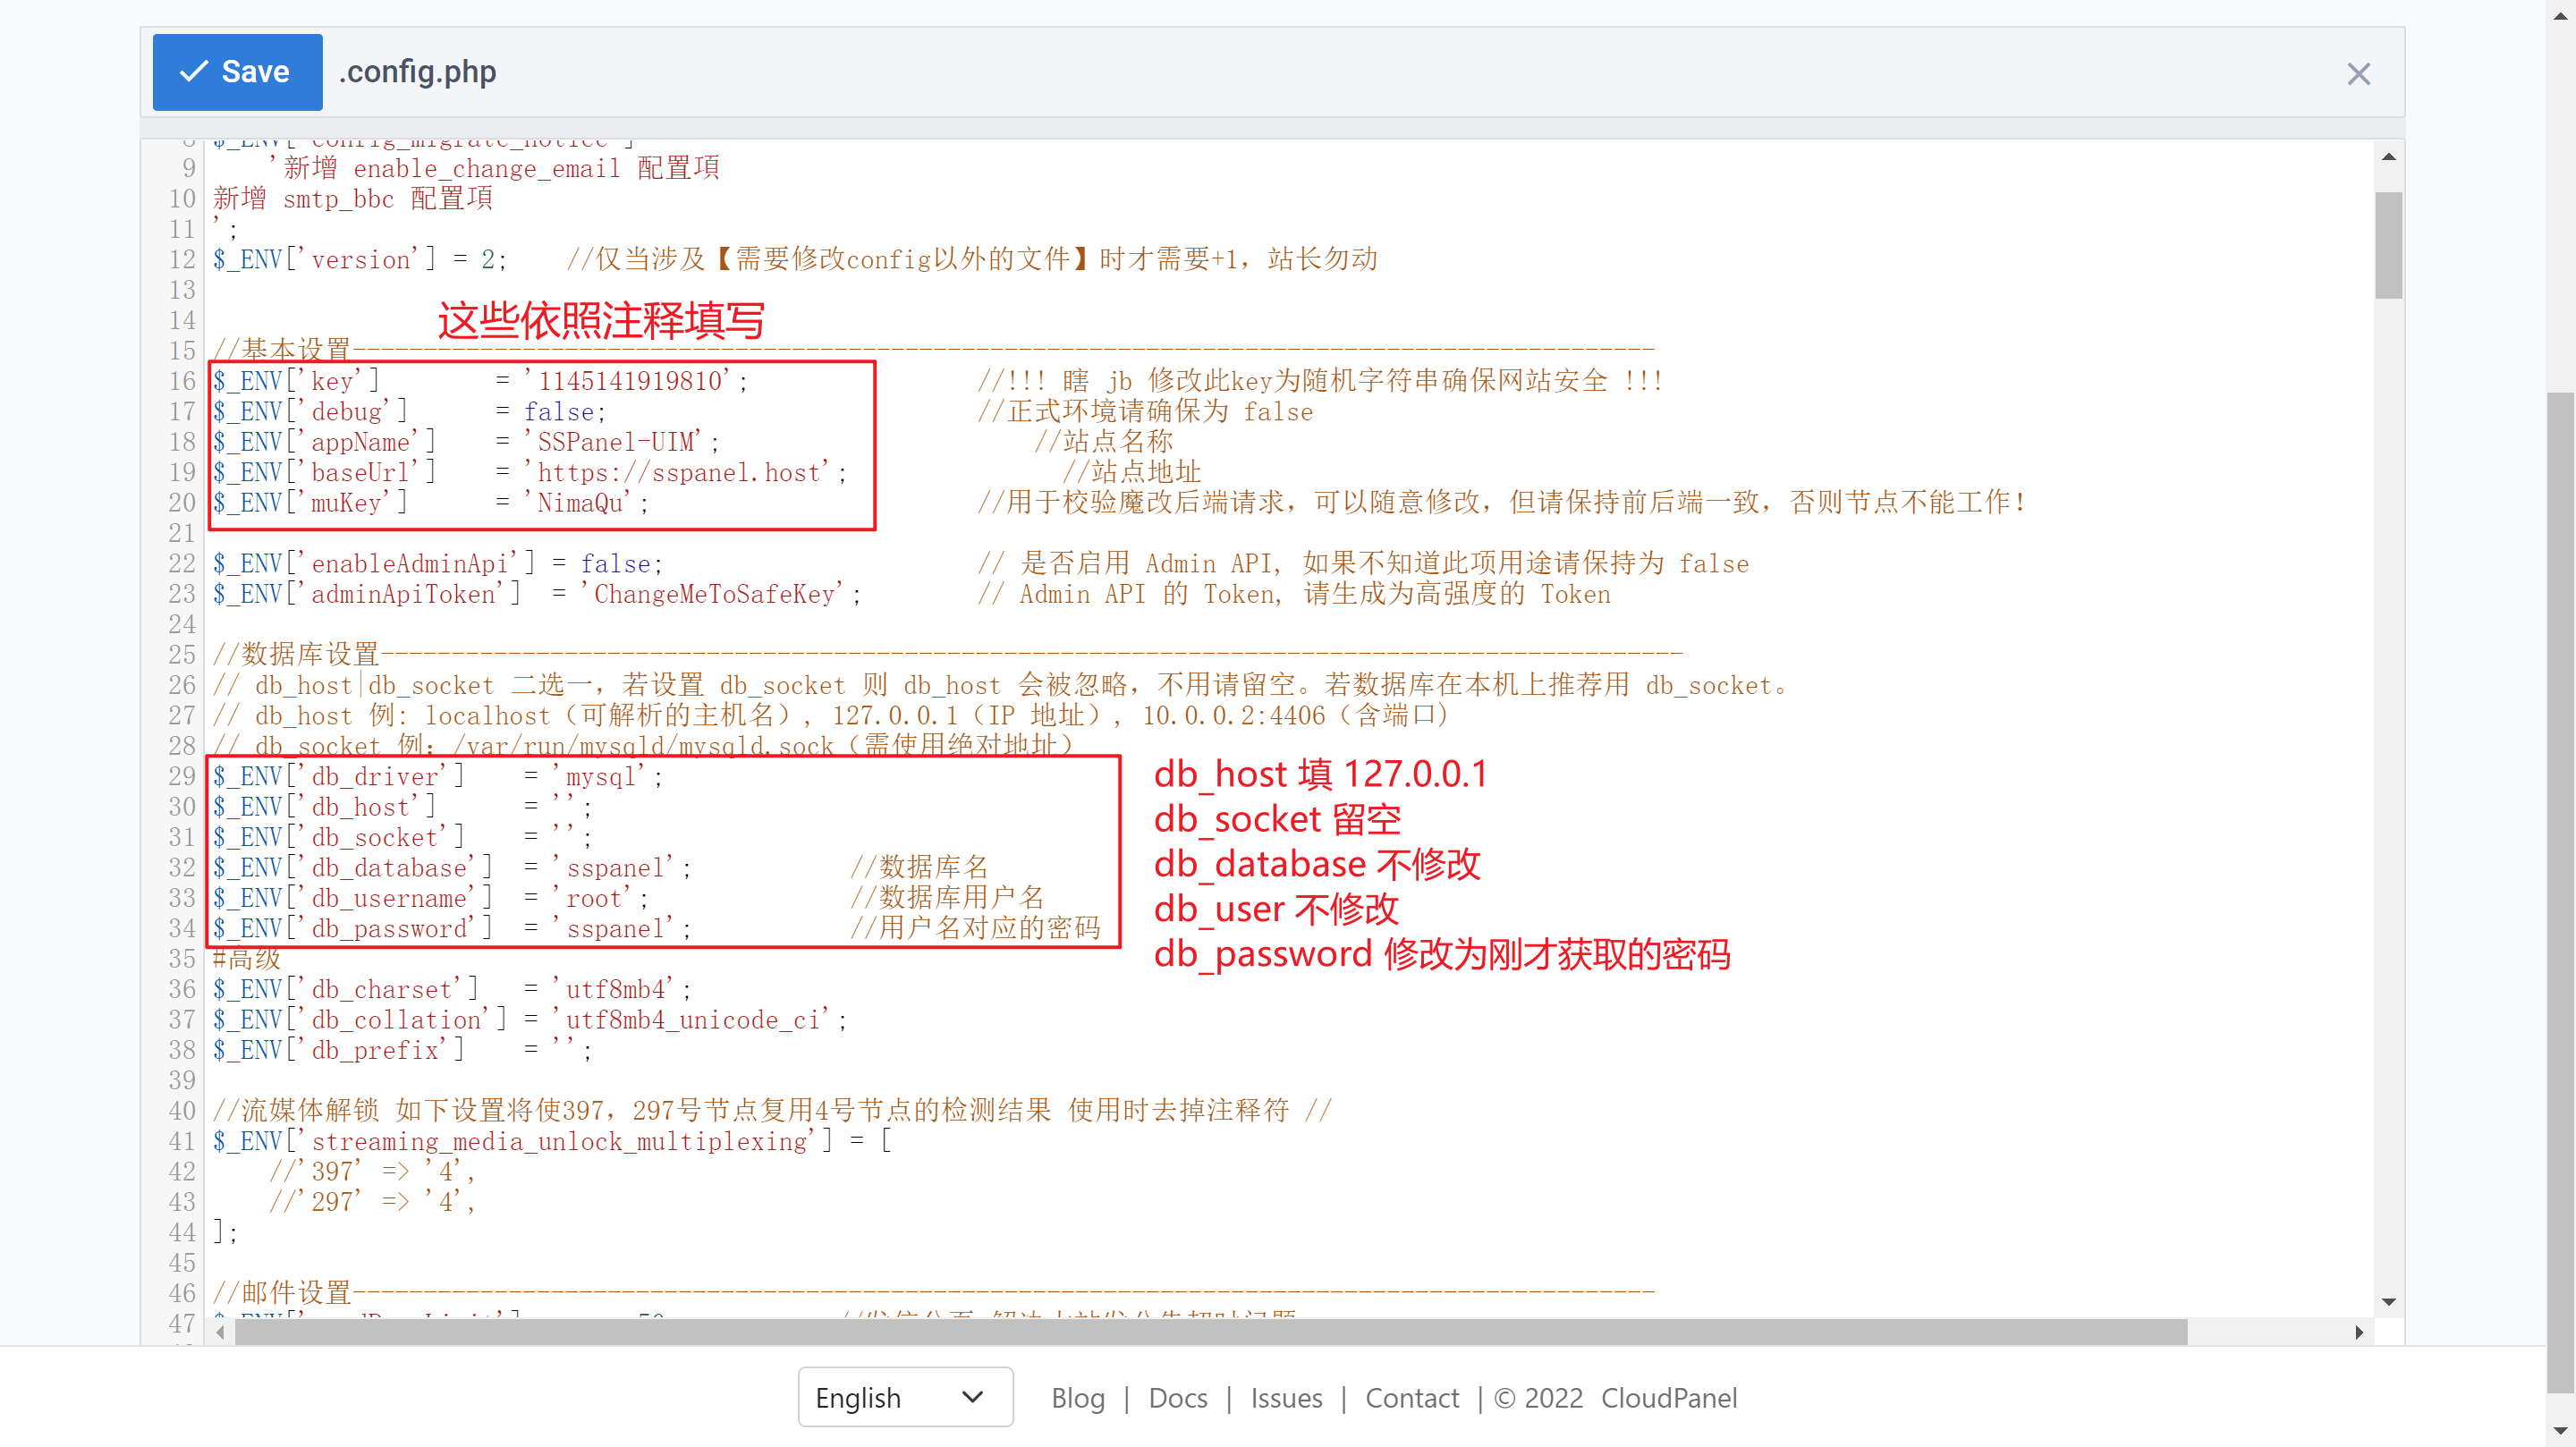 Save .config.php
9 '新增 enable_change_email 配置項
10 新增 smtp_bbc 配置項
11 ';
12 $_ENV['version'] = 2; //仅当涉及【需要修改config以外的文件】时才需要+1，站长勿动
13
14
这些依照注释填写
15 //基本设置--------------------------------------------------------------------------------------------
16 $_ENV['key'] = '1145141919810'; //!!! 瞎 jb 修改此key为随机字符串确保网站安全 !!!
17 $_ENV['debug'] = false; //正式环境请确保为 false
18 $_ENV['appName'] = 'SSPanel-UIM'; //站点名称
19 $_ENV['baseUrl'] = 'https://sspanel.host'; //站点地址
20 $_ENV['muKey'] = 'NimaQu'; //用于校验魔改后端请求，可以随意修改，但请保持前后端一致，否则节点不能工作！
21
22 $_ENV['enableAdminApi'] = false; // 是否启用 Admin API, 如果不知道此项用途请保持为 false
23 $_ENV['adminApiToken'] = 'ChangeMeToSafeKey'; // Admin API 的 Token, 请生成为高强度的 Token
24
25 //数据库设置--------------------------------------------------------------------------------------------
26 // db_host|db_socket 二选一，若设置 db_socket 则 db_host 会被忽略，不用请留空。若数据库在本机上推荐用 db_socket。
27 // db_host 例: localhost（可解析的主机名）, 127.0.0.1（IP 地址）, 10.0.0.2:4406（含端口)
28 // db_socket 例：/var/run/mysqld/mysqld.sock（需使用绝对地址）
29 $_ENV['db_driver'] = 'mysql';
30 $_ENV['db_host'] = '';
31 $_ENV['db_socket'] = '';
32 $_ENV['db_database'] = 'sspanel'; //数据库名
33 $_ENV['db_username'] = 'root'; //数据库用户名
34 $_ENV['db_password'] = 'sspanel'; //用户名对应的密码
db_host 填 127.0.0.1
db_socket 留空
db_database 不修改
db_user 不修改
db_password 修改为刚才获取的密码
35 #高级
36 $_ENV['db_charset'] = 'utf8mb4';
37 $_ENV['db_collation'] = 'utf8mb4_unicode_ci';
38 $_ENV['db_prefix'] = '';
39
40 //流媒体解锁 如下设置将使397，297号节点复用4号节点的检测结果 使用时去掉注释符 //
41 $_ENV['streaming_media_unlock_multiplexing'] = [
42 //'397' => '4',
43 //'297' => '4',
44 ];
45
46 //邮件设置--------------------------------------------------------------------------------------------
47
English Blog | Docs | Issues | Contact | © 2022 CloudPanel